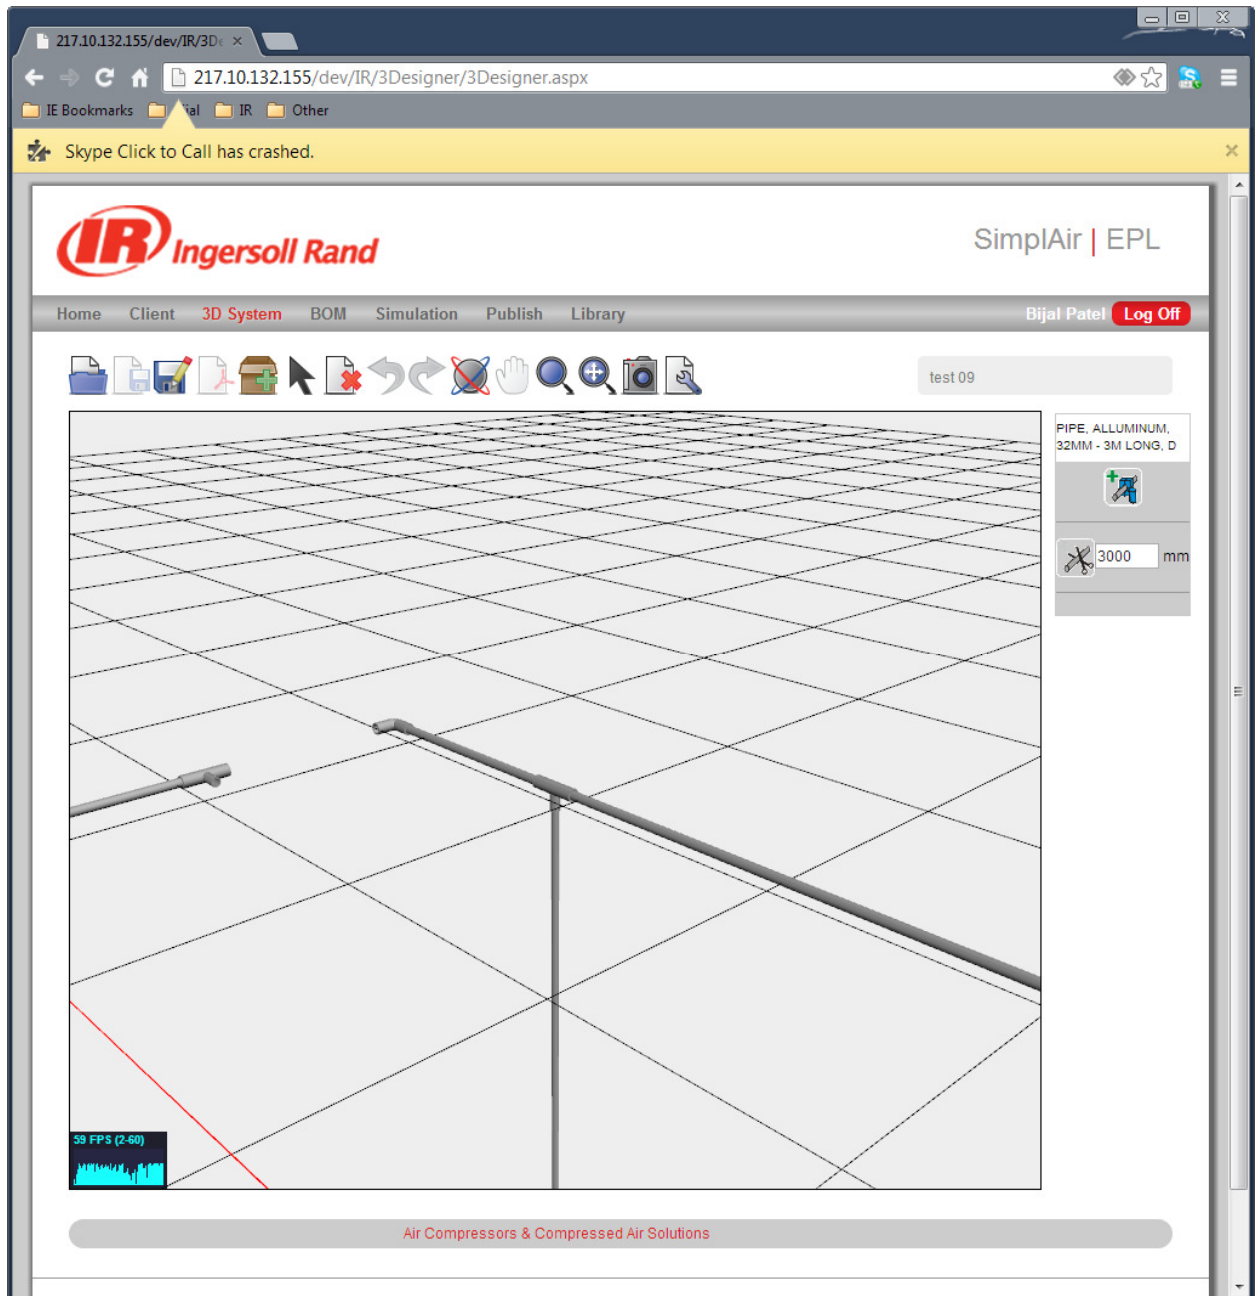 217.10.132.155/dev/IR/3De
217.10.132.155/dev/IR/3Designer/3Designer.aspx
IE Bookmarks
IR
Other
Skype Click to Call has crashed.
IR Ingersoll Rand
SimplAir | EPL
Home Client 3D System BOM Simulation Publish Library
Bijal Patel Log Off
test 09
PIPE, ALLUMINUM,
32MM - 3M LONG, D
3000 mm
59 FPS (2-60)
Air Compressors & Compressed Air Solutions